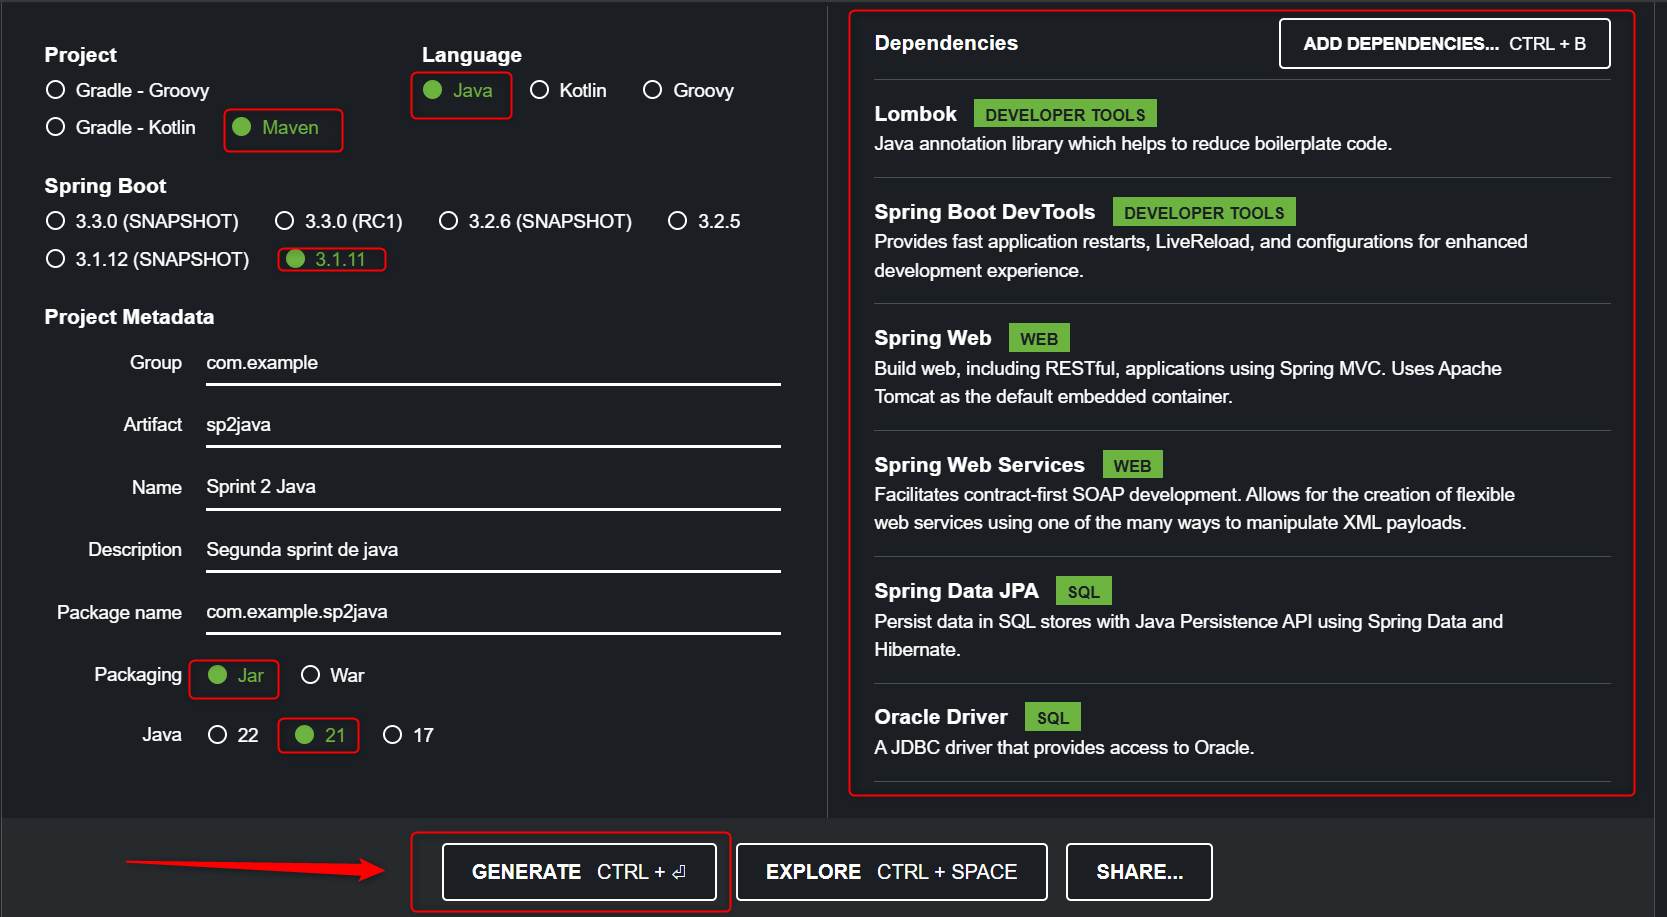 Project
Gradle - Groovy
Gradle - Kotlin Maven
Language
Java Kotlin Groovy
Spring Boot
3.3.0 (SNAPSHOT) 3.3.0 (RC1) 3.2.6 (SNAPSHOT) 3.2.5
3.1.12 (SNAPSHOT) 3.1.11
Project Metadata
Group com.example
Artifact sp2java
Name Sprint 2 Java
Description Segunda sprint de java
Package name com.example.sp2java
Packaging Jar War
Java 22 21 17
Dependencies ADD DEPENDENCIES... CTRL + B
Lombok DEVELOPER TOOLS
Java annotation library which helps to reduce boilerplate code.
Spring Boot DevTools DEVELOPER TOOLS
Provides fast application restarts, LiveReload, and configurations for enhanced
development experience.
Spring Web WEB
Build web, including RESTful, applications using Spring MVC. Uses Apache
Tomcat as the default embedded container.
Spring Web Services WEB
Facilitates contract-first SOAP development. Allows for the creation of flexible
web services using one of the many ways to manipulate XML payloads.
Spring Data JPA SQL
Persist data in SQL stores with Java Persistence API using Spring Data and
Hibernate.
Oracle Driver SQL
A JDBC driver that provides access to Oracle.
GENERATE CTRL + ⏎ EXPLORE CTRL + SPACE SHARE...